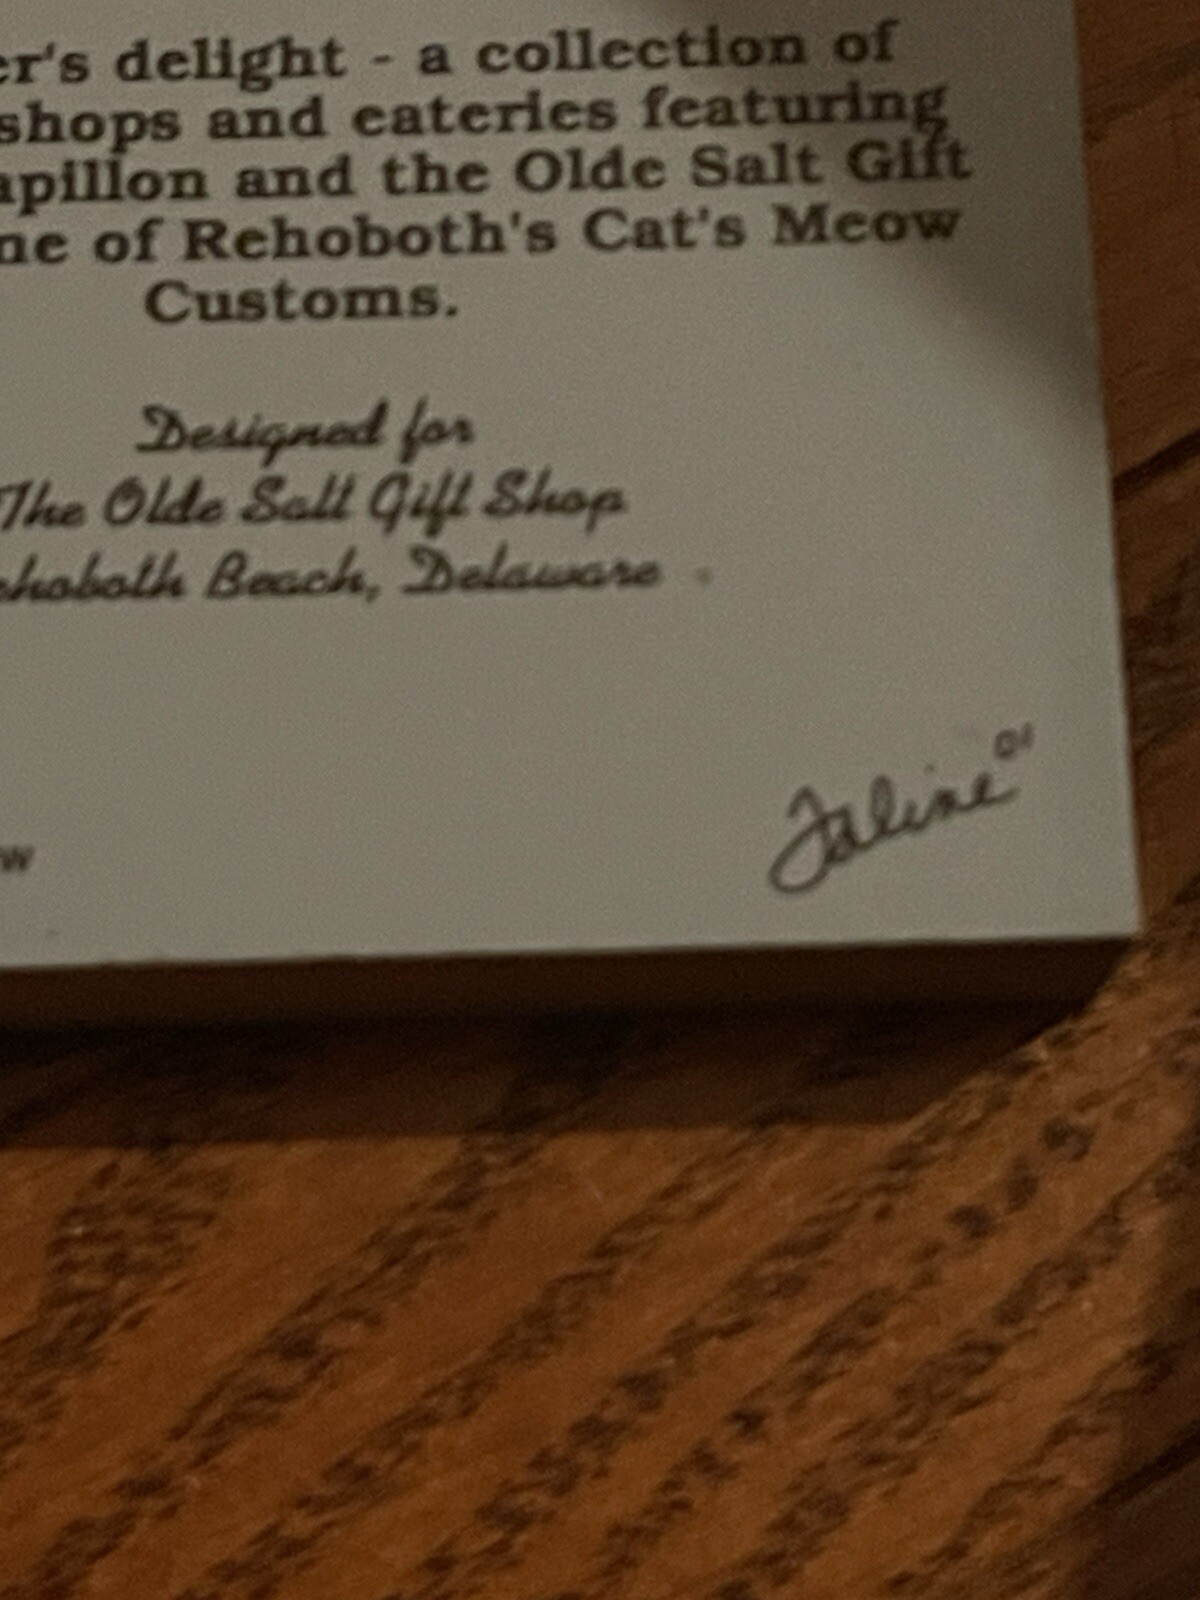 er's delight - a collection of
shops and eateries featuring
apillon and the Olde Salt Gift
ne of Rehoboth's Cat's Meow
Customs.
Designed for
The Olde Salt Gift Shop
ehoboth Beach, Delaware
Faline 01
w